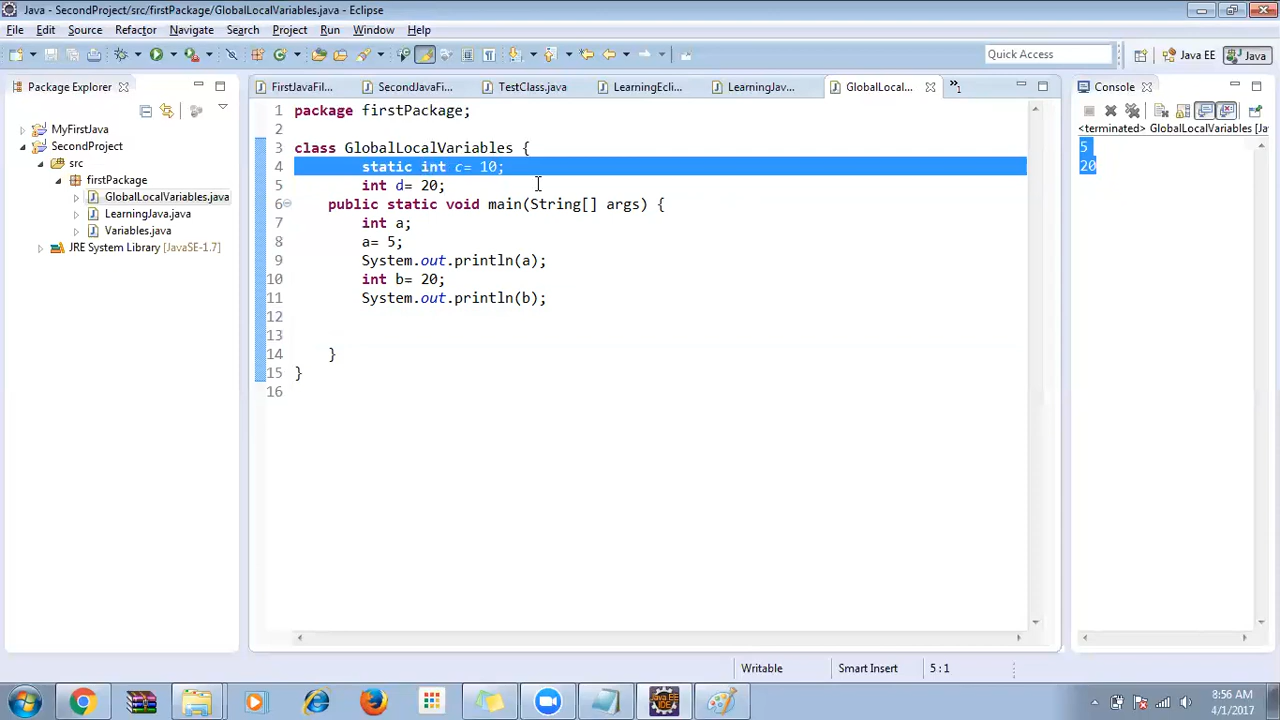 Java - SecondProject/src/firstPackage/GlobalLocalVariables.java - Eclipse
File Edit Source Refactor Navigate Search Project Run Window Help
Quick Access Java EE Java
Package Explorer
FirstJavaFil... SecondJavaFi... TestClass.java LearningEcli... LearningJav... GlobalLocal... »1
Console
<terminated> GlobalLocalVariables [Ja
MyFirstJava
SecondProject
src
firstPackage
GlobalLocalVariables.java
LearningJava.java
Variables.java
JRE System Library [JavaSE-1.7]
1 package firstPackage;
2
3 class GlobalLocalVariables {
4 static int c= 10;
5 int d= 20;
6 public static void main(String[] args) {
7 int a;
8 a= 5;
9 System.out.println(a);
10 int b= 20;
11 System.out.println(b);
12
13
14 }
15 }
16
5
20
Writable Smart Insert 5 : 1
Java EE
IDE
8:56 AM
4/1/2017